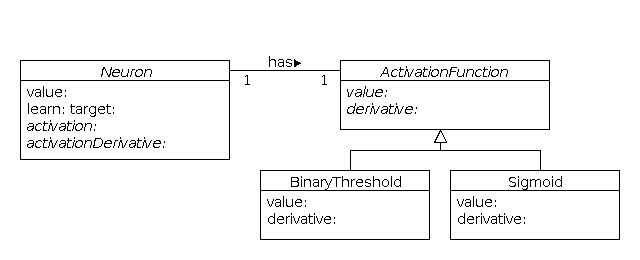 has▶
1
1
Neuron
value:
learn: target:
activation:
activationDerivative:
ActivationFunction
value:
derivative:
BinaryThreshold
value:
derivative:
Sigmoid
value:
derivative: